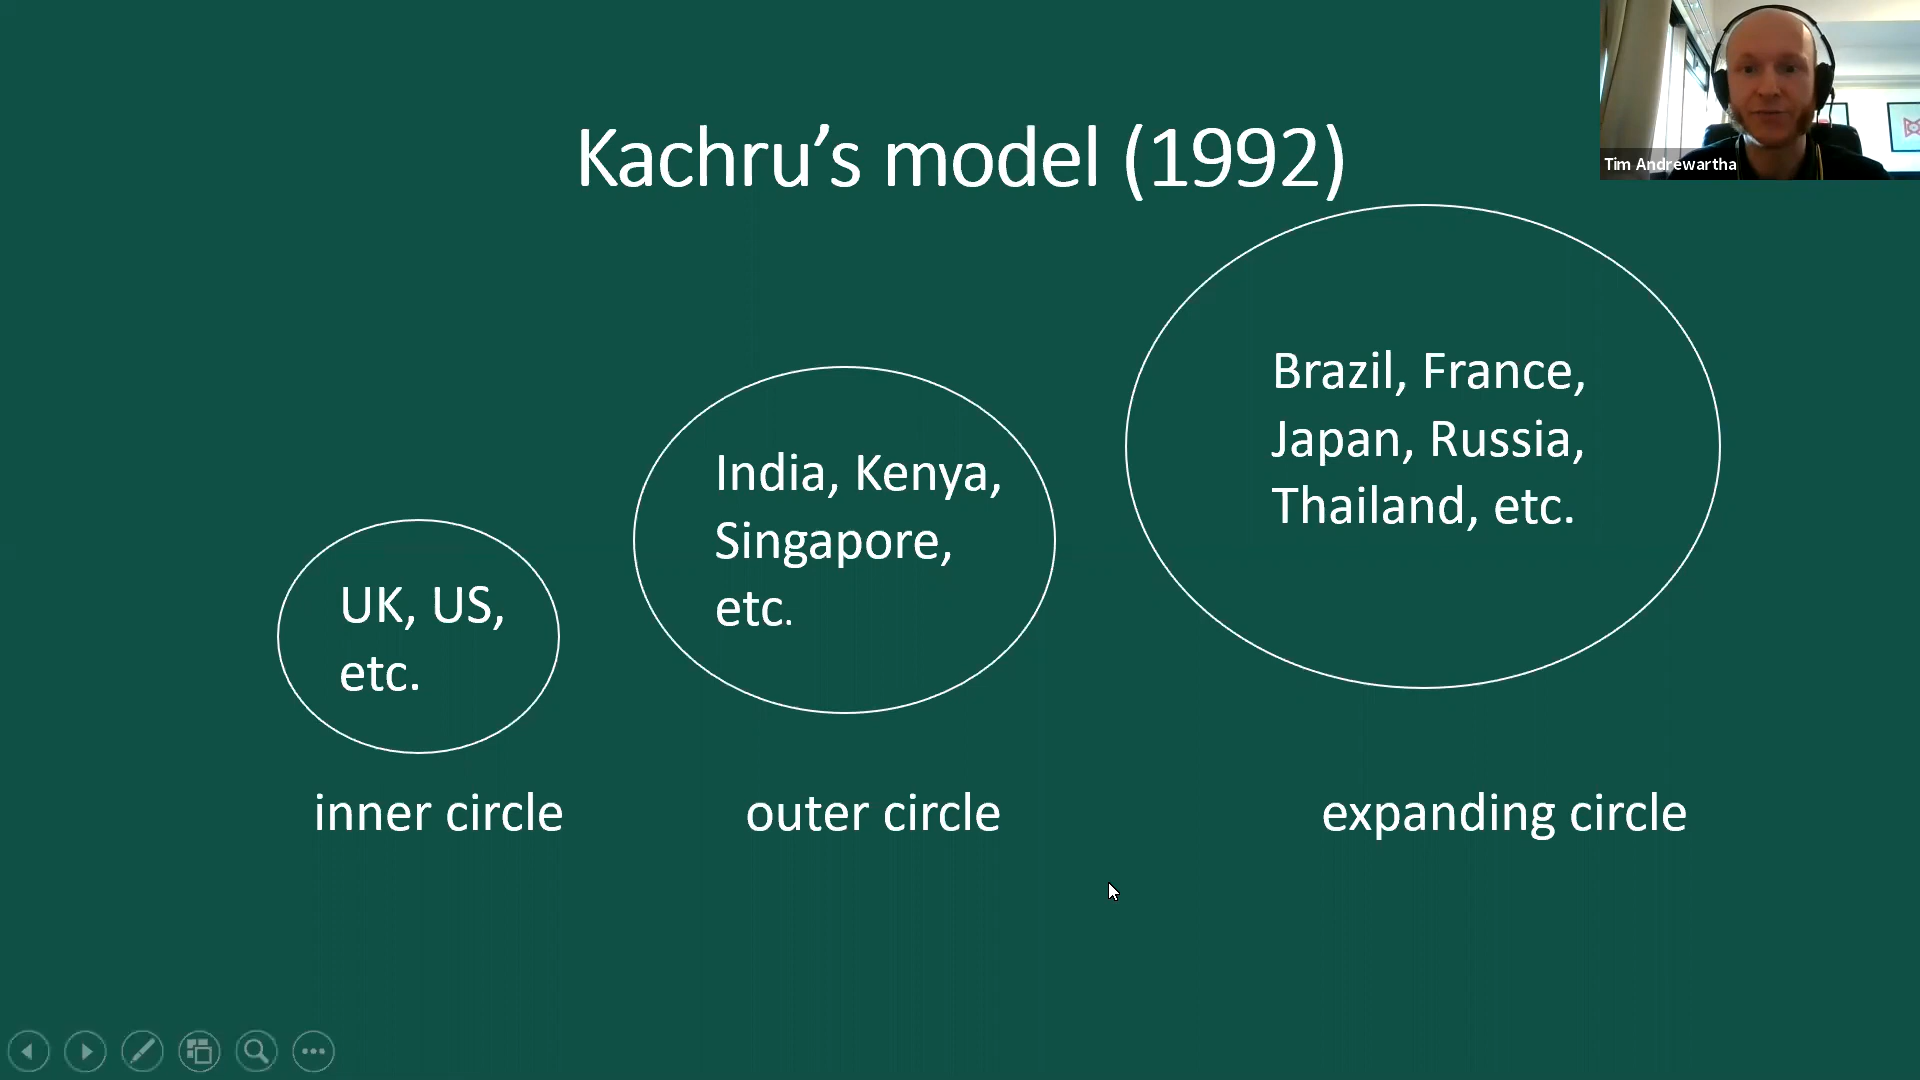 Kachru’s model (1992)
Tim Andrewartha
UK, US,
etc.
inner circle
India, Kenya,
Singapore,
etc.
outer circle
Brazil, France,
Japan, Russia,
Thailand, etc.
expanding circle